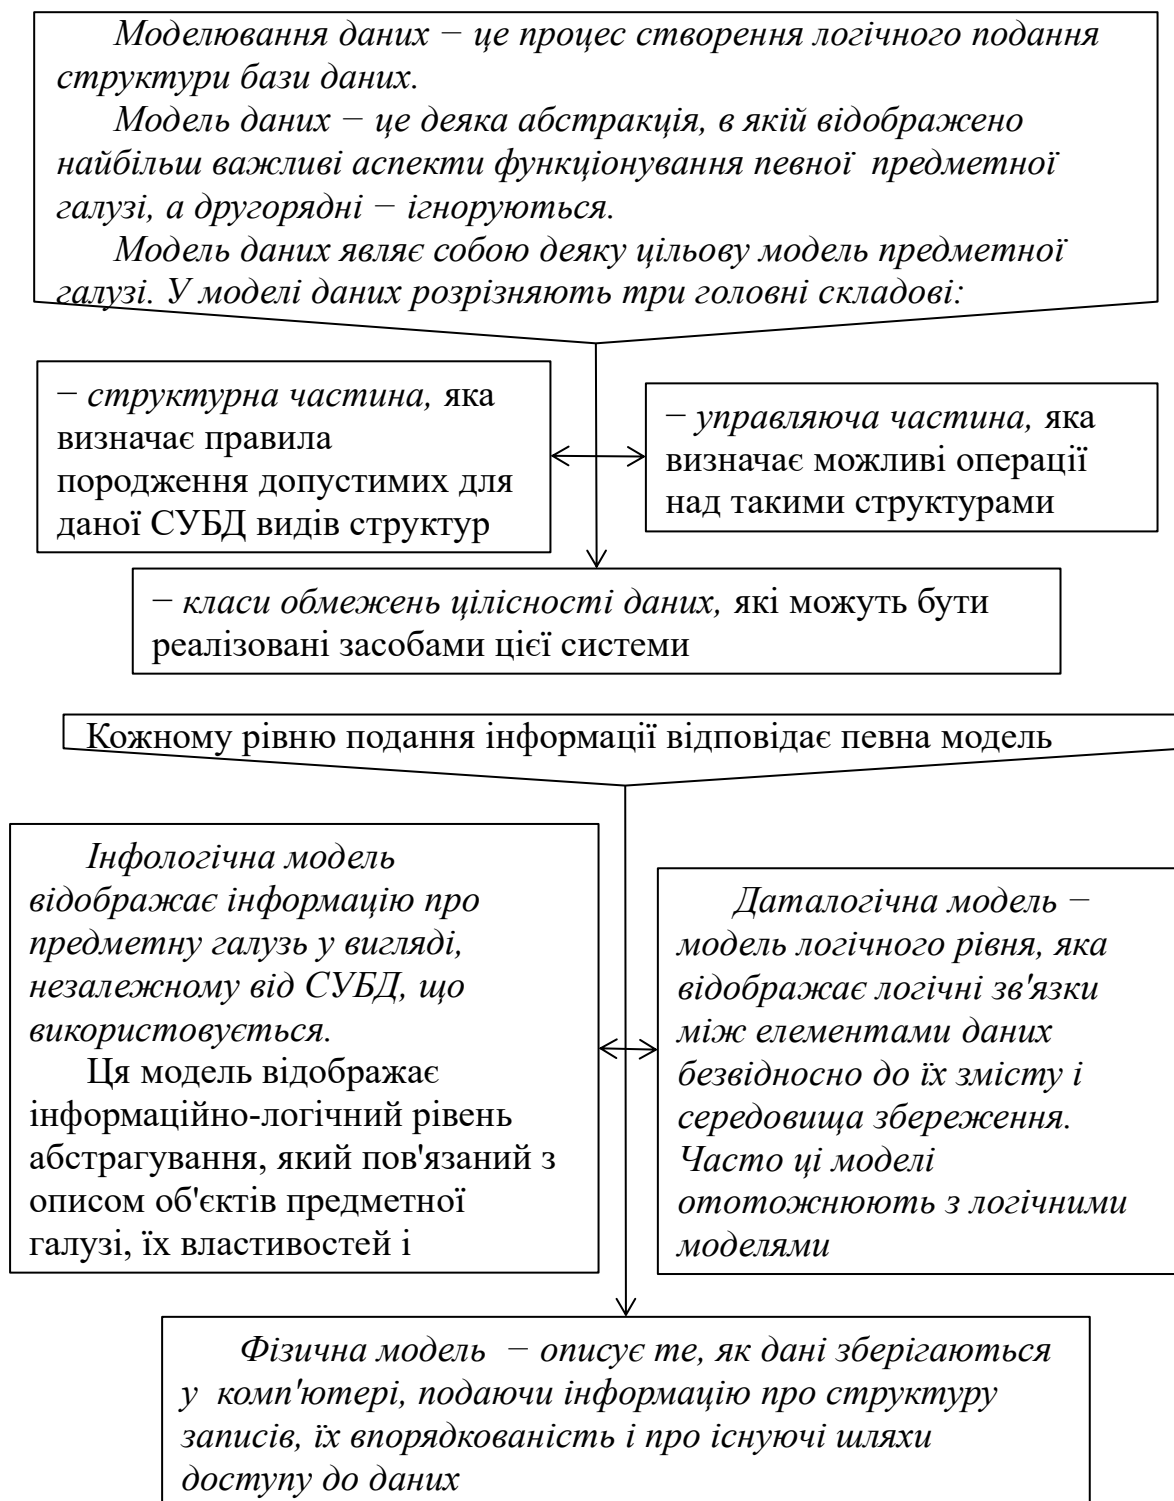 Моделювання даних − це процес створення логічного подання
структури бази даних.
Модель даних − це деяка абстракція, в якій відображено
найбільш важливі аспекти функціонування певної предметної
галузі, а другорядні − ігноруються.
Модель даних являє собою деяку цільову модель предметної
галузі. У моделі даних розрізняють три головні складові:
− структурна частина, яка
визначає правила
породження допустимих для
даної СУБД видів структур
− управляюча частина, яка
визначає можливі операції
над такими структурами
− класи обмежень цілісності даних, які можуть бути
реалізовані засобами цієї системи
Кожному рівню подання інформації відповідає певна модель
Інфологічна модель
відображає інформацію про
предметну галузь у вигляді,
незалежному від СУБД, що
використовується.
Ця модель відображає
інформаційно-логічний рівень
абстрагування, який пов'язаний з
описом об'єктів предметної
галузі, їх властивостей і
Даталогічна модель −
модель логічного рівня, яка
відображає логічні зв'язки
між елементами даних
безвідносно до їх змісту і
середовища збереження.
Часто ці моделі
ототожнюють з логічними
моделями
Фізична модель − описує те, як дані зберігаються
у комп'ютері, подаючи інформацію про структуру
записів, їх впорядкованість і про існуючі шляхи
доступу до даних